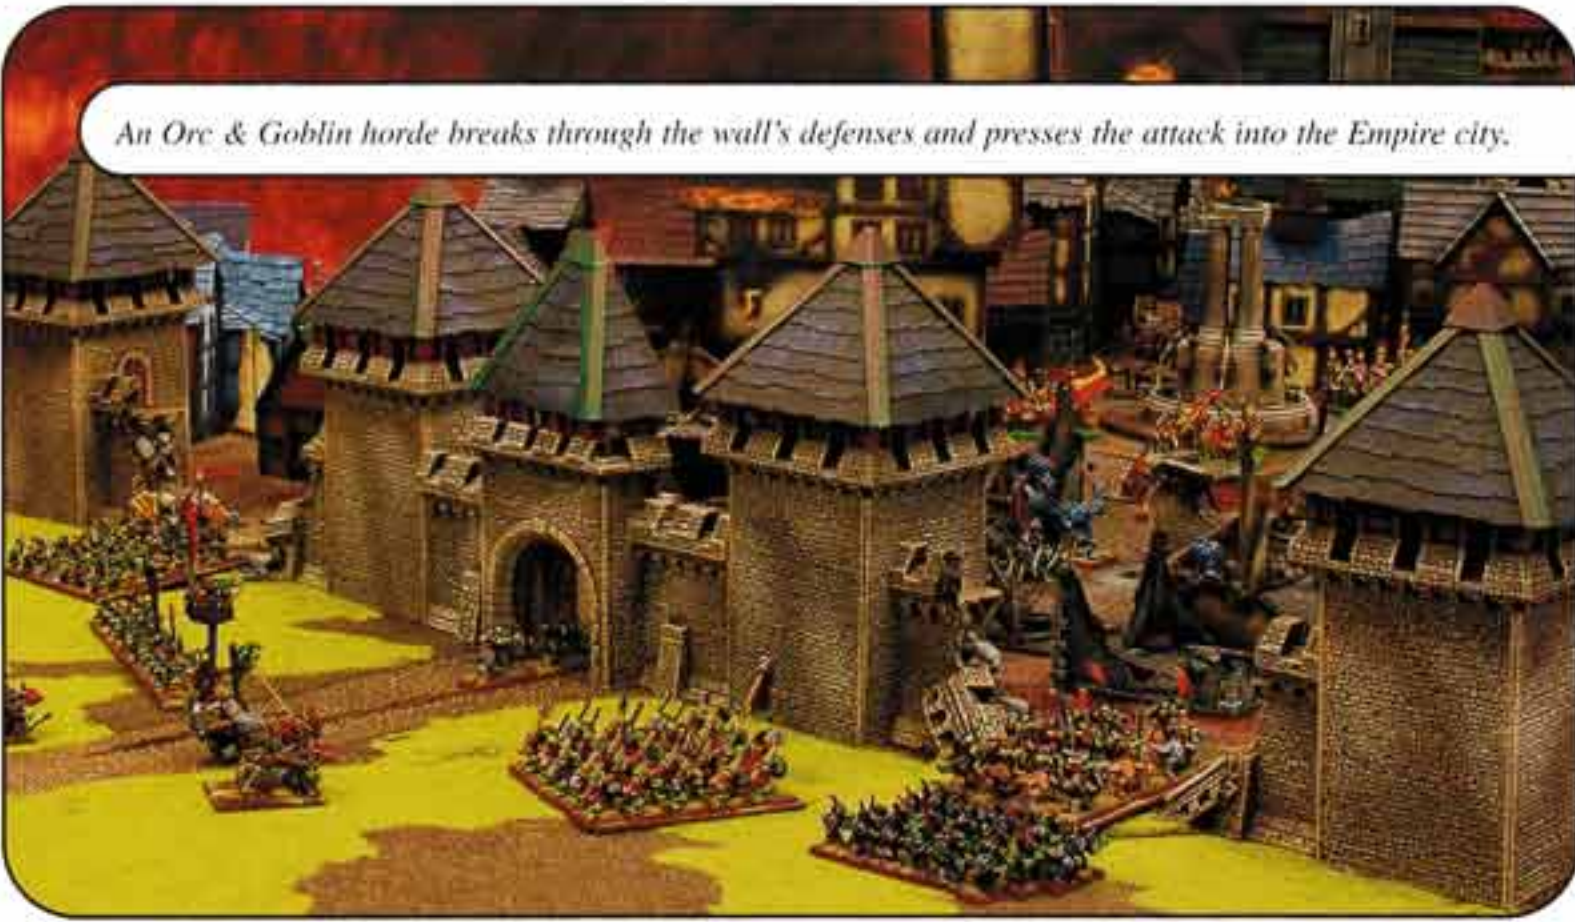 An Orc & Goblin horde breaks through the wall's defenses and presses the attack into the Empire city.